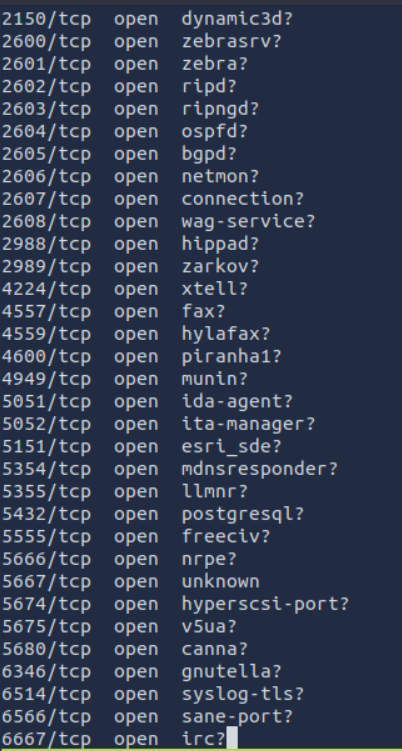 2150/tcp open dynamic3d?
2600/tcp open zebrasrv?
2601/tcp open zebra?
2602/tcp open ripd?
2603/tcp open ripngd?
2604/tcp open ospfd?
2605/tcp open bgpd?
2606/tcp open netmon?
2607/tcp open connection?
2608/tcp open wag-service?
2988/tcp open hippad?
2989/tcp open zarkov?
4224/tcp open xtell?
4557/tcp open fax?
4559/tcp open hylafax?
4600/tcp open piranha1?
4949/tcp open munin?
5051/tcp open ida-agent?
5052/tcp open ita-manager?
5151/tcp open esri_sde?
5354/tcp open mdnsresponder?
5355/tcp open llmnr?
5432/tcp open postgresql?
5555/tcp open freeciv?
5666/tcp open nrpe?
5667/tcp open unknown
5674/tcp open hyperscsi-port?
5675/tcp open v5ua?
5680/tcp open canna?
6346/tcp open gnutella?
6514/tcp open syslog-tls?
6566/tcp open sane-port?
6667/tcp open irc?